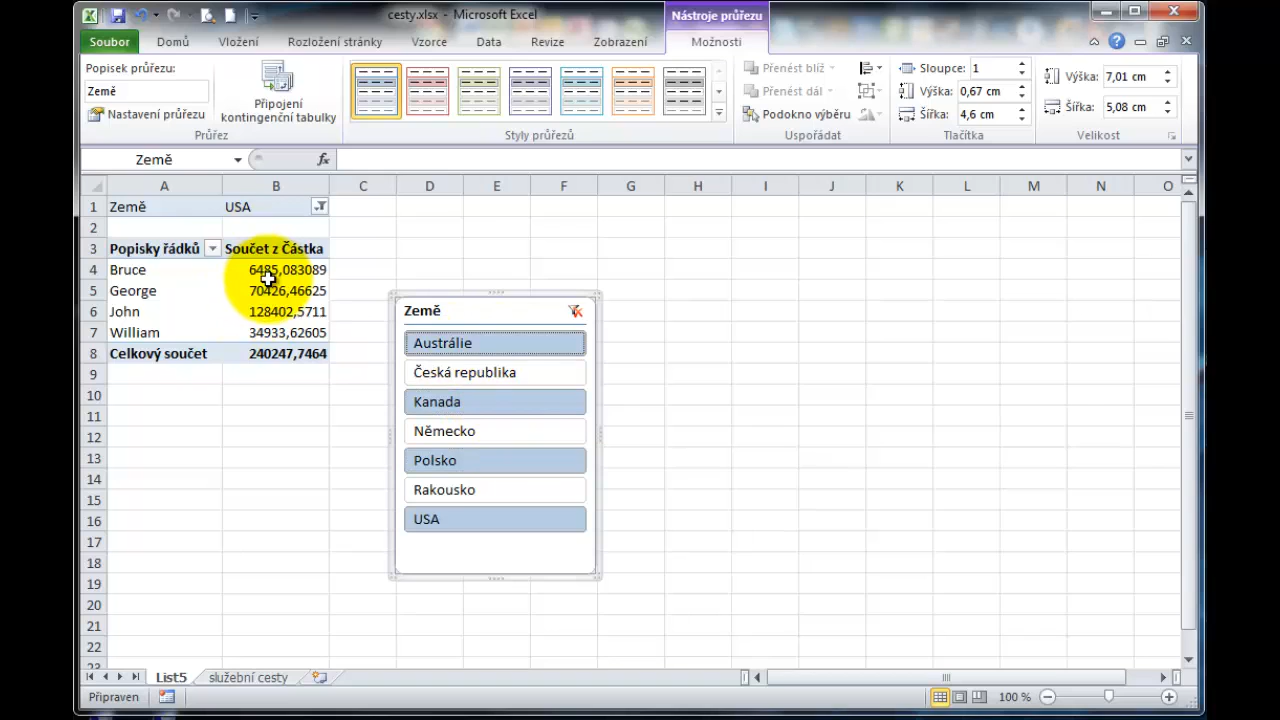 cesty.xlsx - Microsoft Excel
Nástroje průřezu
Soubor Domů Vložení Rozložení stránky Vzorce Data Revize Zobrazení Možnosti
Popisek průřezu:
Země
Nastavení průřezu
Připojení
kontingenční tabulky
Průřez
Styly průřezů
Přenést blíž
Přenést dál
Podokno výběru
Uspořádat
Sloupce: 1
Výška: 0,67 cm
Šířka: 4,6 cm
Tlačítka
Výška: 7,01 cm
Šířka: 5,08 cm
Velikost
Země fx
A B C D E F G H I J K L M N O
1 Země USA
2
3 Popisky řádků Součet z Částka
4 Bruce 6485,083089
5 George 70426,46625
6 John 128402,5711
7 William 34933,62605
8 Celkový součet 240247,7464
9
10
11
12
13
14
15
16
17
18
19
20
21
22
23
Země
Austrálie
Česká republika
Kanada
Německo
Polsko
Rakousko
USA
List5 služební cesty
Připraven 100 %